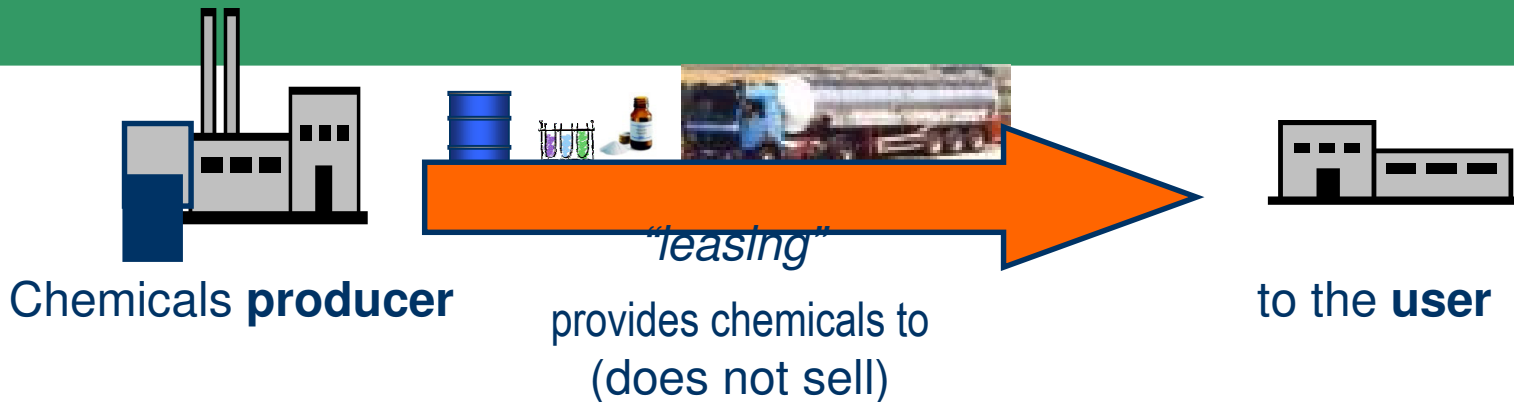 “leasing”
Chemicals producer
provides chemicals to
(does not sell)
to the user